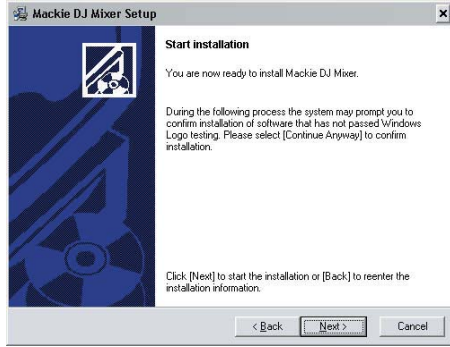 Mackie DJ Mixer Setup
Start installation
You are now ready to install Mackie DJ Mixer.
During the following process the system may prompt you to
confirm installation of software that has not passed Windows
Logo testing. Please select [Continue Anyway] to confirm
installation.
Click [Next] to start the installation or [Back] to reenter the
installation information.
< Back Next > Cancel